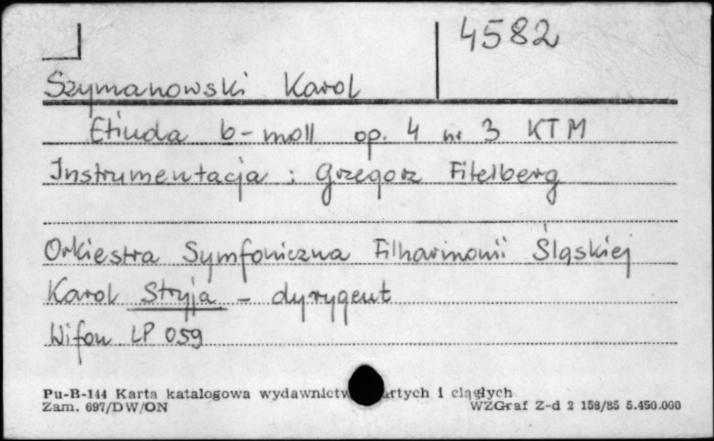 4582
Szymanowski Karol
Etiuda b-moll op. 4 nr 3 KTM
Instrumentacja : Grzegorz Fitelberg
Orkiestra Symfoniczna Filharmonii Śląskiej
Karol Stryja - dyrygent
Wifon LP 059
Pu-B-144 Karta katalogowa wydawnictw artych i ciągłych
Zam. 697/DW/ON WZGraf Z-d 2 158/85 5.450.000